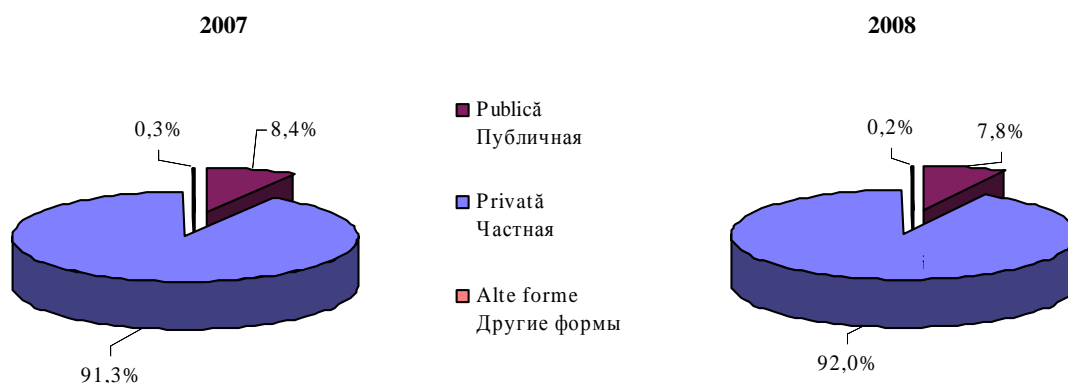 2007
0,3%
8,4%
91,3%
Publică
Публичная
Privată
Частная
Alte forme
Другие формы
2008
0,2%
7,8%
92,0%